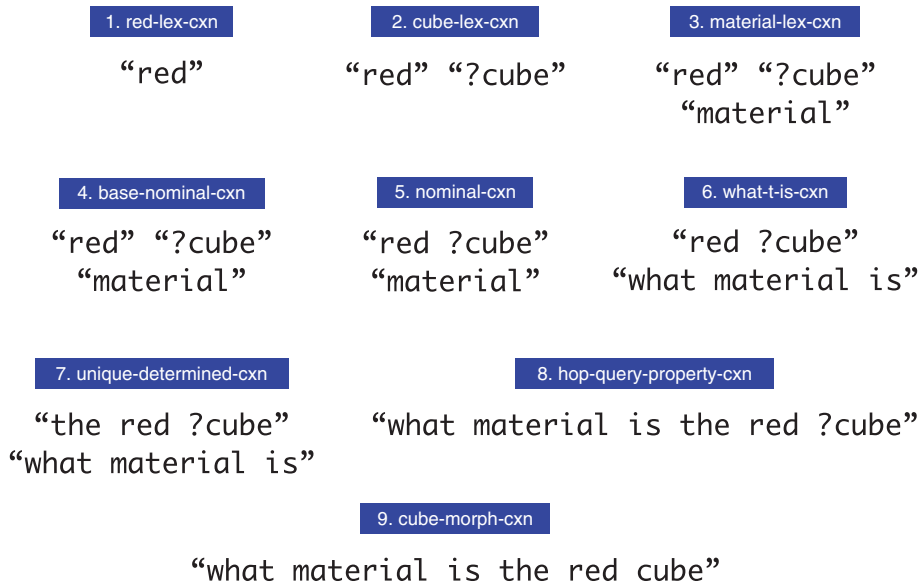 1. red-lex-cxn
“red”
2. cube-lex-cxn
“red” “?cube”
3. material-lex-cxn
“red” “?cube”
“material”
4. base-nominal-cxn
“red” “?cube”
“material”
5. nominal-cxn
“red ?cube”
“material”
6. what-t-is-cxn
“red ?cube”
“what material is”
7. unique-determined-cxn
“the red ?cube”
“what material is”
8. hop-query-property-cxn
“what material is the red ?cube”
9. cube-morph-cxn
“what material is the red cube”